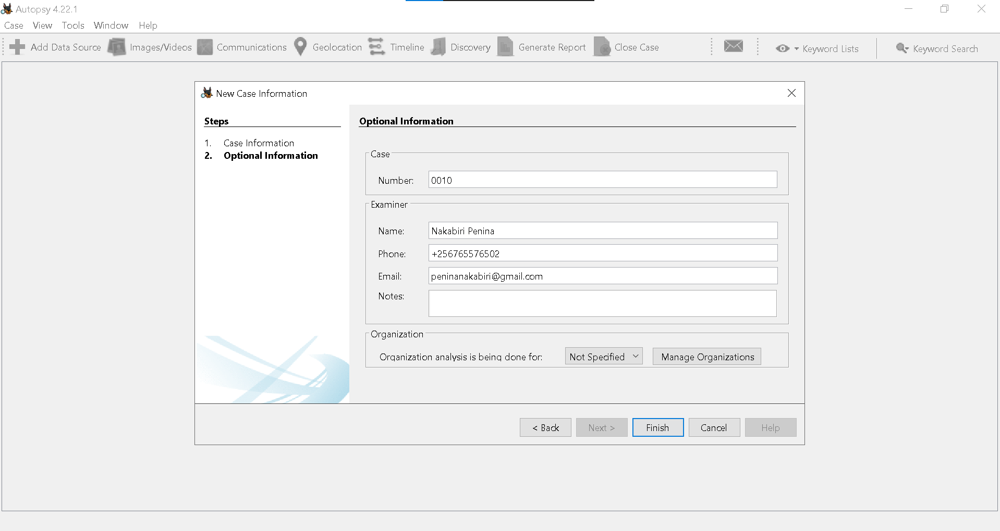 Autopsy 4.22.1
Case View Tools Window Help
Add Data Source Images/Videos Communications Geolocation Timeline Discovery Generate Report Close Case Keyword Lists Keyword Search
New Case Information
Steps
1. Case Information
2. Optional Information
Optional Information
Case
Number: 0010
Examiner
Name: Nakabiri Penina
Phone: +256765576502
Email: peninanakabiri@gmail.com
Notes:
Organization
Organization analysis is being done for: Not Specified Manage Organizations
< Back Next > Finish Cancel Help